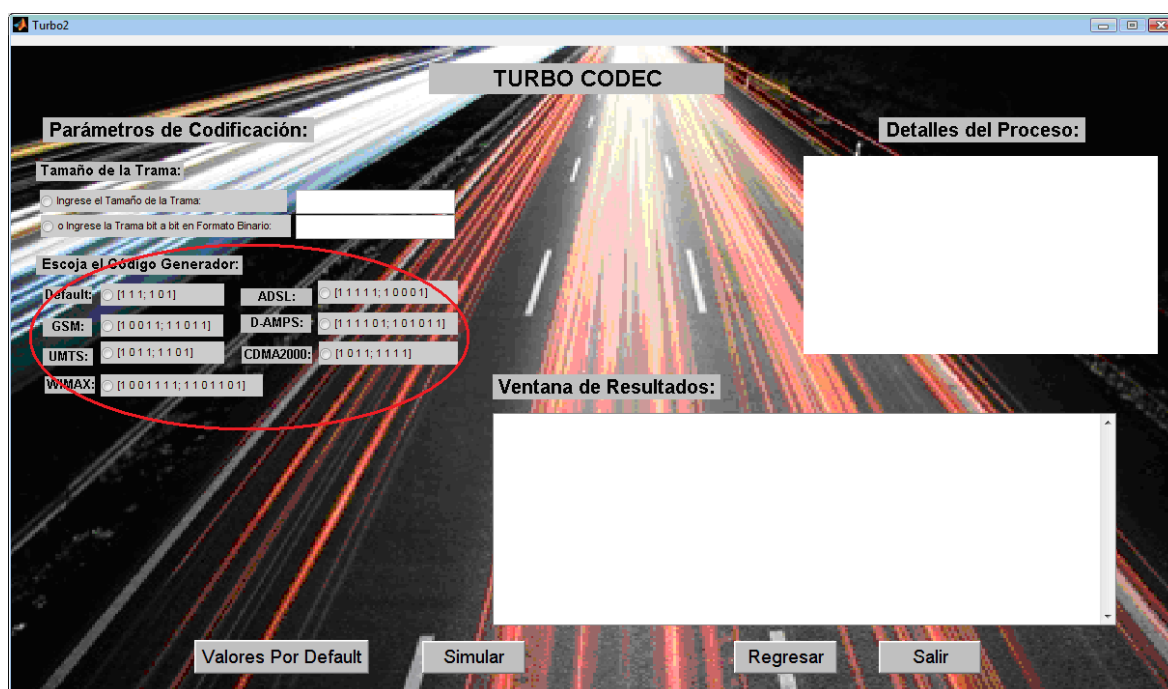 Turbo2
TURBO CODEC
Parámetros de Codificación:
Detalles del Proceso:
Tamaño de la Trama:
Ingrese el Tamaño de la Trama:
o Ingrese la Trama bit a bit en Formato Binario:
Escoja el Código Generador:
Default: [1 1 1; 1 0 1] ADSL: [1 1 1 1 1; 1 0 0 0 1]
GSM: [1 0 0 1 1; 1 1 0 1 1] D-AMPS: [1 1 1 1 0 1; 1 0 1 0 1 1]
UMTS: [1 0 1 1; 1 1 0 1] CDMA2000: [1 0 1 1; 1 1 1 1]
WIMAX: [1 0 0 1 1 1 1; 1 1 0 1 1 0 1]
Ventana de Resultados:
Valores Por Default Simular Regresar Salir